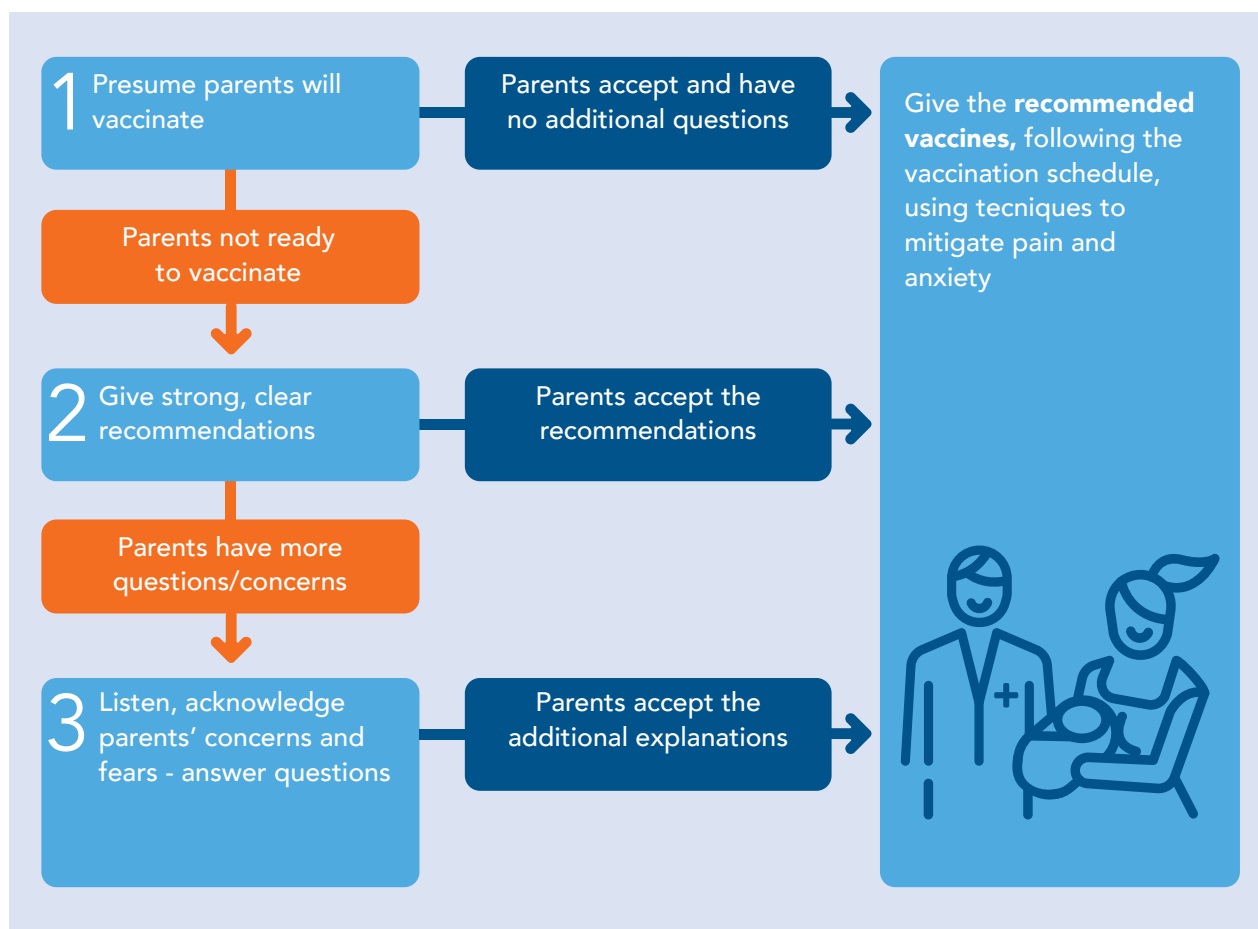 1 Presume parents will
vaccinate
Parents accept and have
no additional questions
Give the recommended
vaccines, following the
vaccination schedule,
using tecniques to
mitigate pain and
anxiety
Parents not ready
to vaccinate
2 Give strong, clear
recommendations
Parents accept the
recommendations
Parents have more
questions/concerns
3 Listen, acknowledge
parents’ concerns and
fears - answer questions
Parents accept the
additional explanations